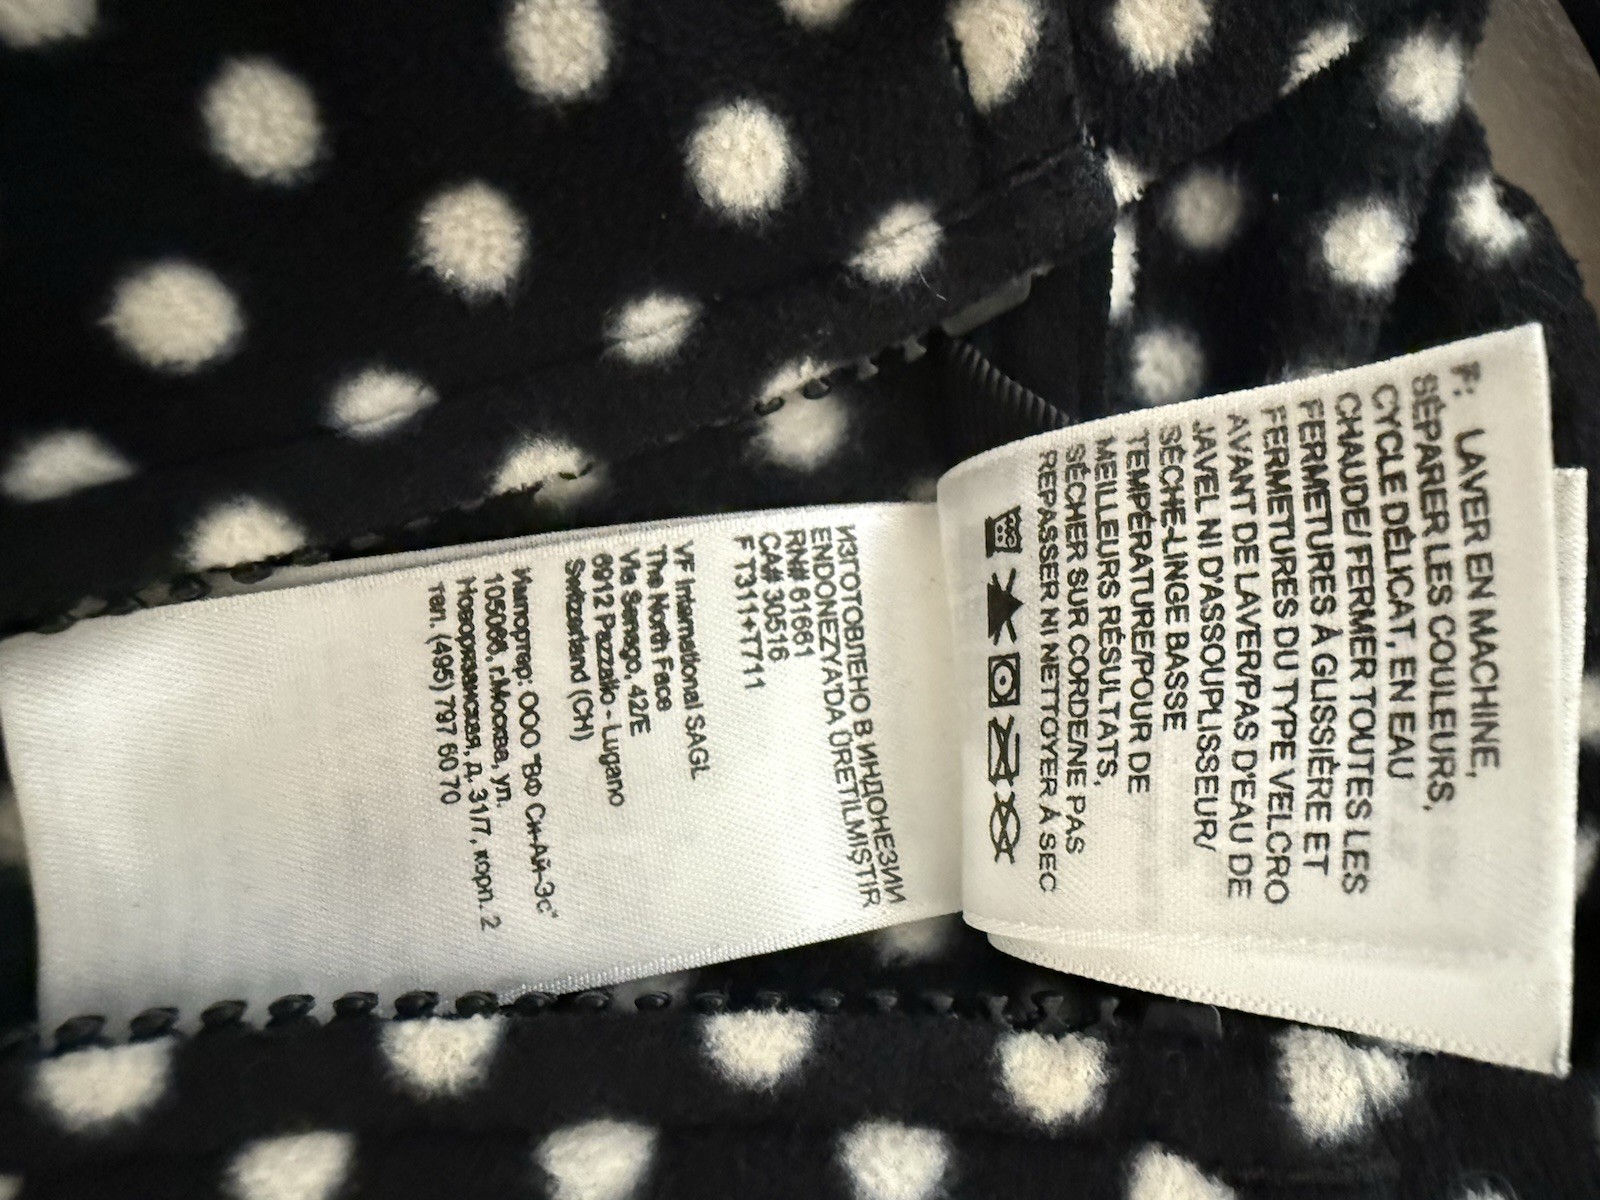 F: LAVER EN MACHINE,
SÉPARER LES COULEURS,
CYCLE DÉLICAT, EN EAU
CHAUDE/ FERMER TOUTES LES
FERMETURES À GLISSIÈRE ET
FERMETURES DU TYPE VELCRO
AVANT DE LAVER/PAS D'EAU DE
JAVEL NI D'ASSOUPLISSEUR/
SÈCHE-LINGE BASSE
TEMPÉRATURE/POUR DE
MEILLEURS RÉSULTATS,
SÉCHER SUR CORDE/NE PAS
REPASSER NI NETTOYER À SEC
ИЗГОТОВЛЕНО В ИНДОНЕЗИИ
ENDONEZYA'DA ÜRETİLMİŞTİR
RN# 61661
CA# 30516
F T311+T711
VF International SAGL
The North Face
Via Senago, 42/E
6912 Pazzallo - Lugano
Switzerland (CH)
Импортер: ООО "Вф Си-Ай-Эс"
105066, г.Москва, ул.
Новорязанская, д. 31/7, корп. 2
тел. (495) 797 60 70